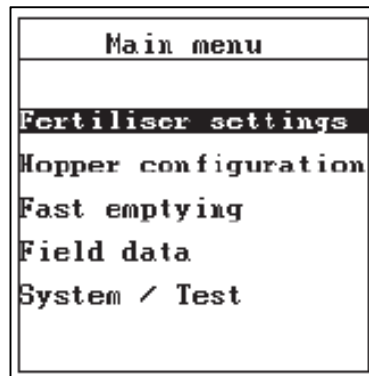 Main menu
Fertiliser settings
Hopper configuration
Fast emptying
Field data
System / Test